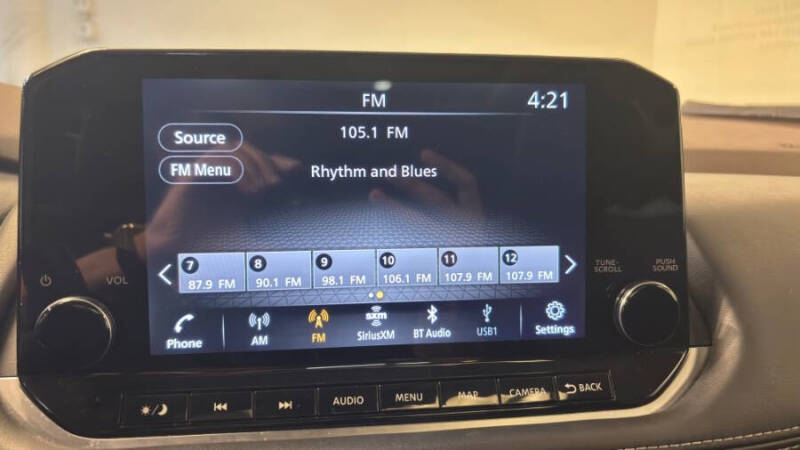 FM
4:21
Source
105.1 FM
FM Menu
Rhythm and Blues
7
8
9
10
11
12
87.9 FM
90.1 FM
98.1 FM
106.1 FM
107.9 FM
107.9 FM
VOL
TUNE-
SCROLL
PUSH
SOUND
Phone
AM
FM
sxm
SiriusXM
BT Audio
USB1
Settings
AUDIO
MENU
MAP
CAMERA
BACK